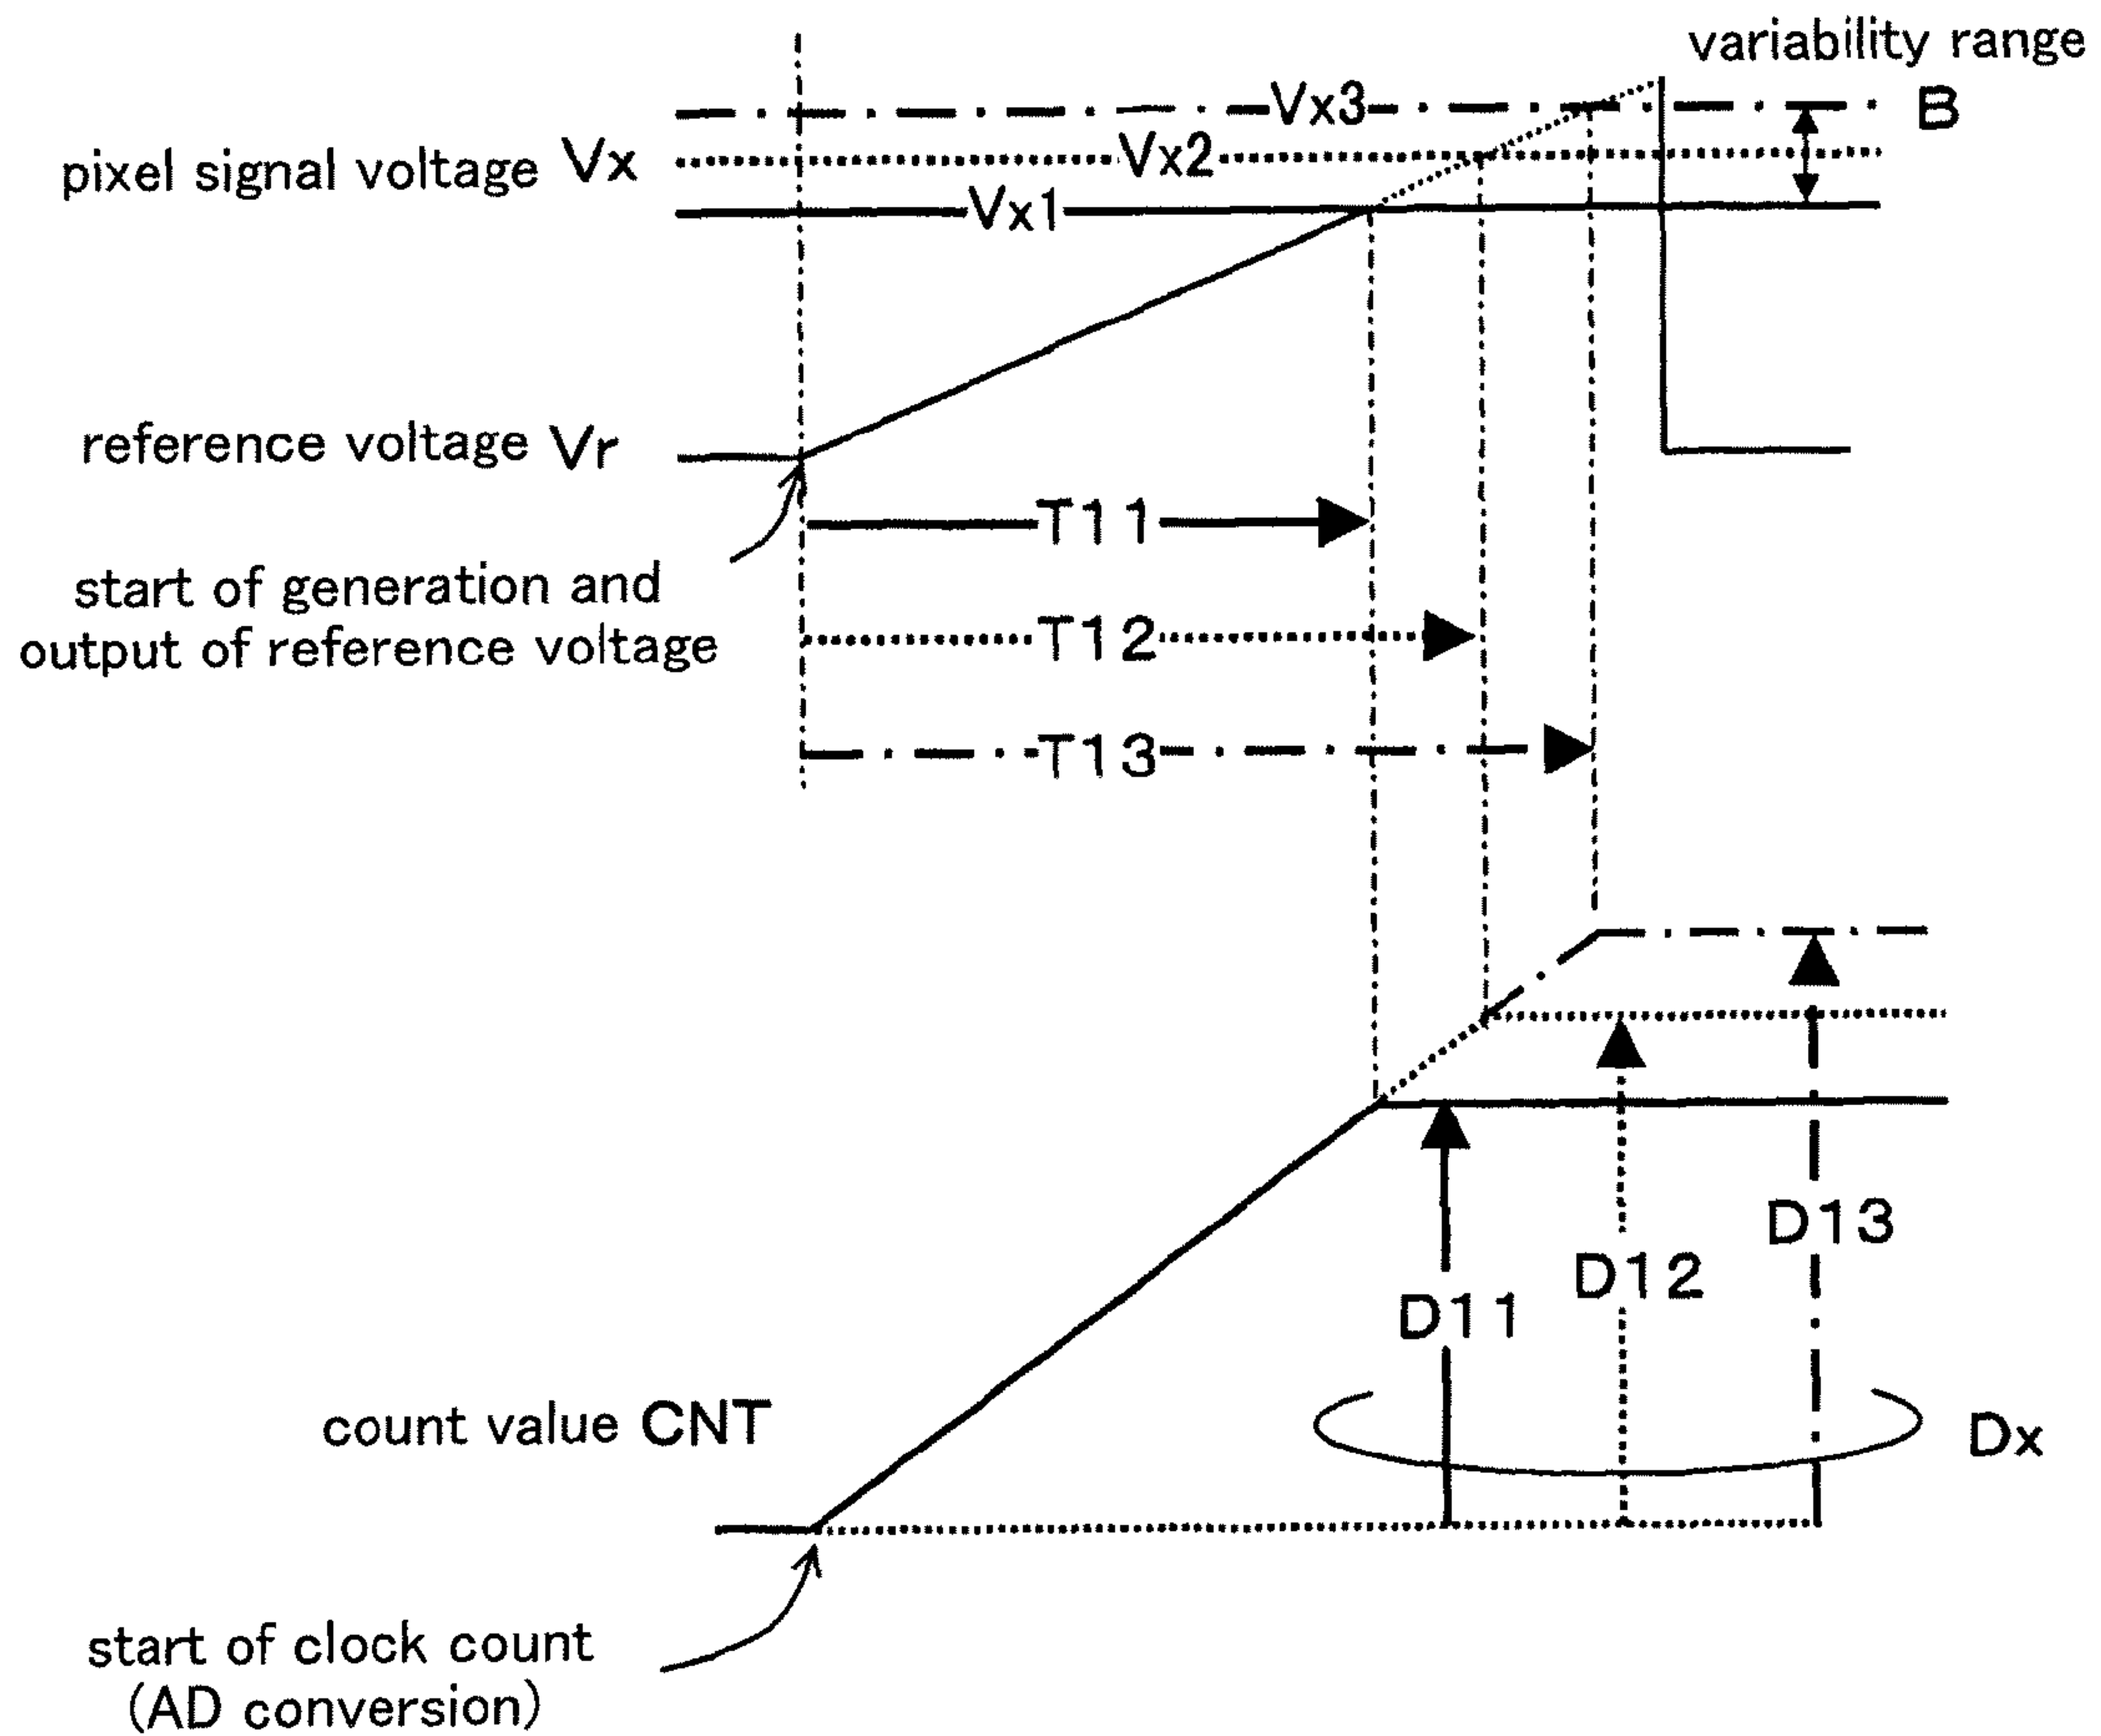 variability range
B
Vx3
pixel signal voltage Vx
Vx2
Vx1
reference voltage Vr
T11
start of generation and
output of reference voltage
T12
T13
D13
D12
D11
count value CNT
Dx
start of clock count
(AD conversion)